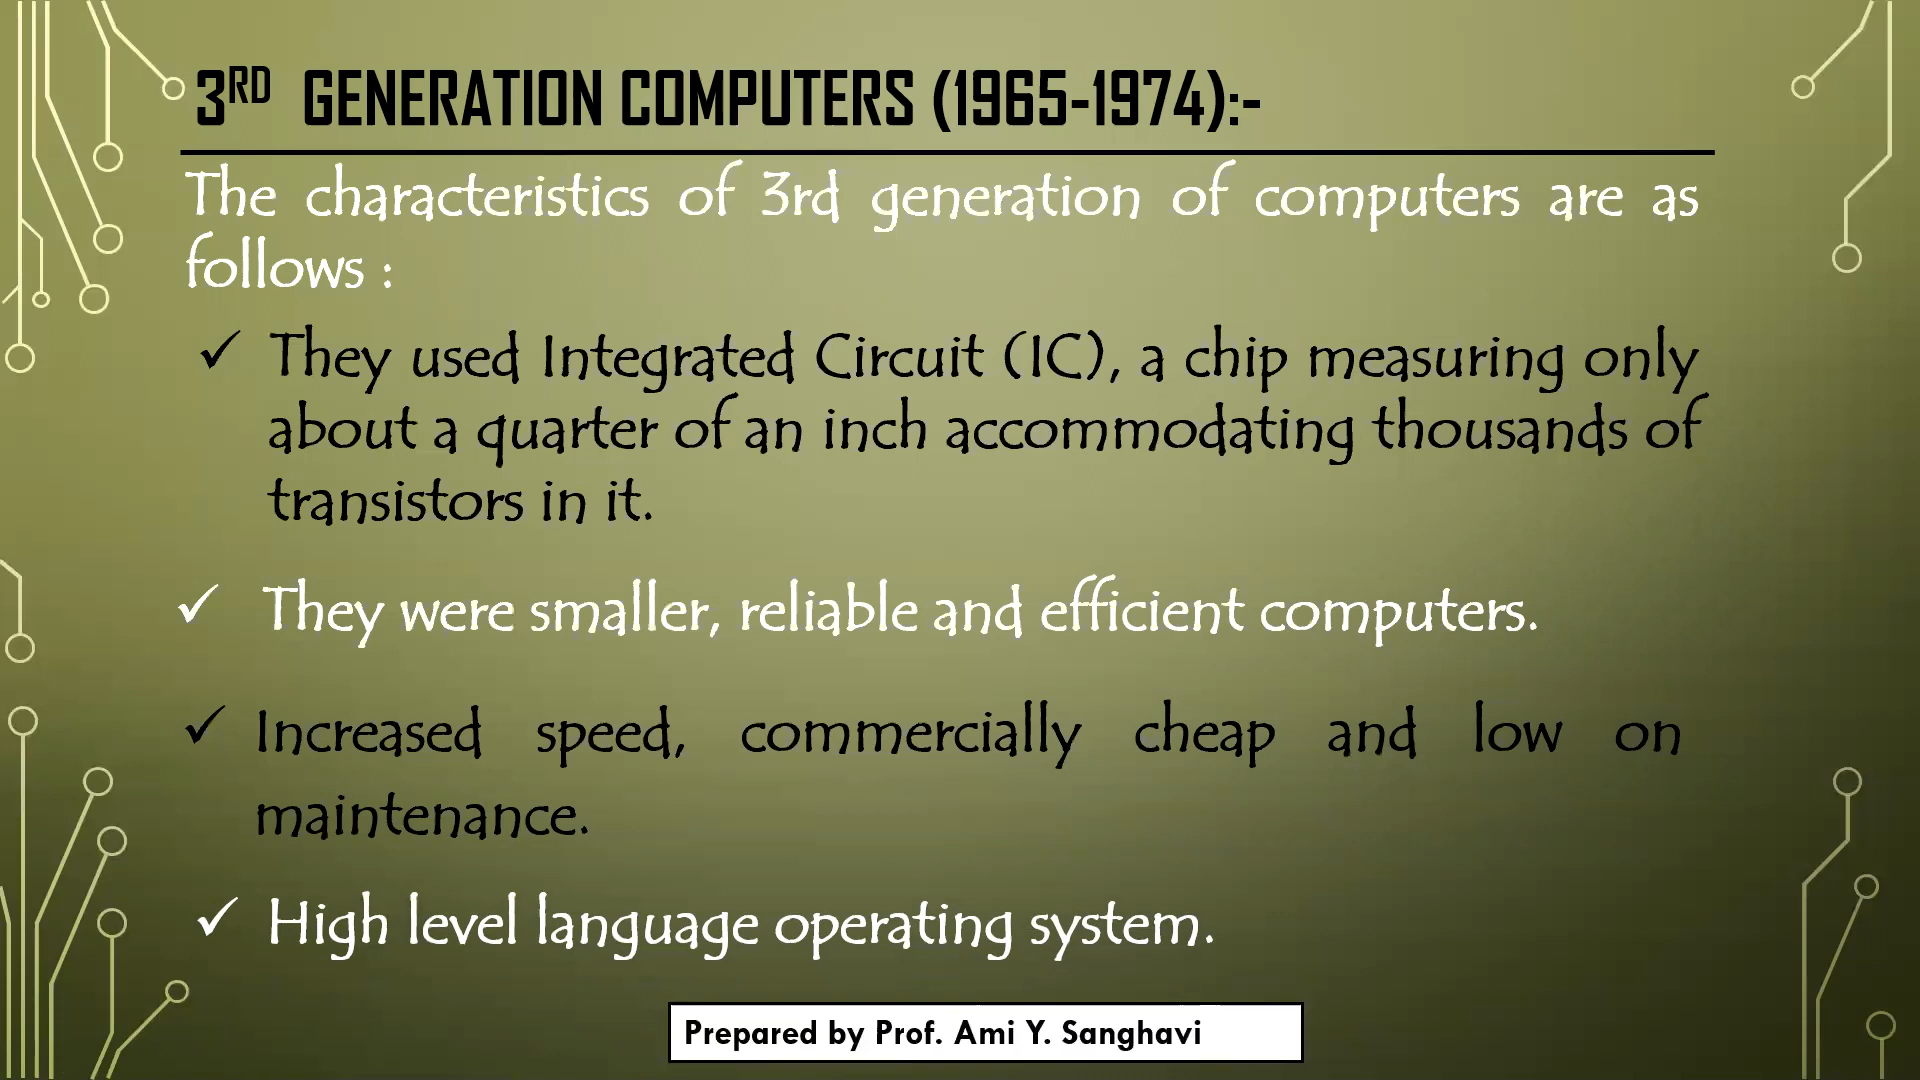 3RD GENERATION COMPUTERS (1965-1974):-
The characteristics of 3rd generation of computers are as
follows :
✓ They used Integrated Circuit (IC), a chip measuring only
about a quarter of an inch accommodating thousands of
transistors in it.
✓ They were smaller, reliable and efficient computers.
✓ Increased speed, commercially cheap and low on
maintenance.
✓ High level language operating system.
Prepared by Prof. Ami Y. Sanghavi